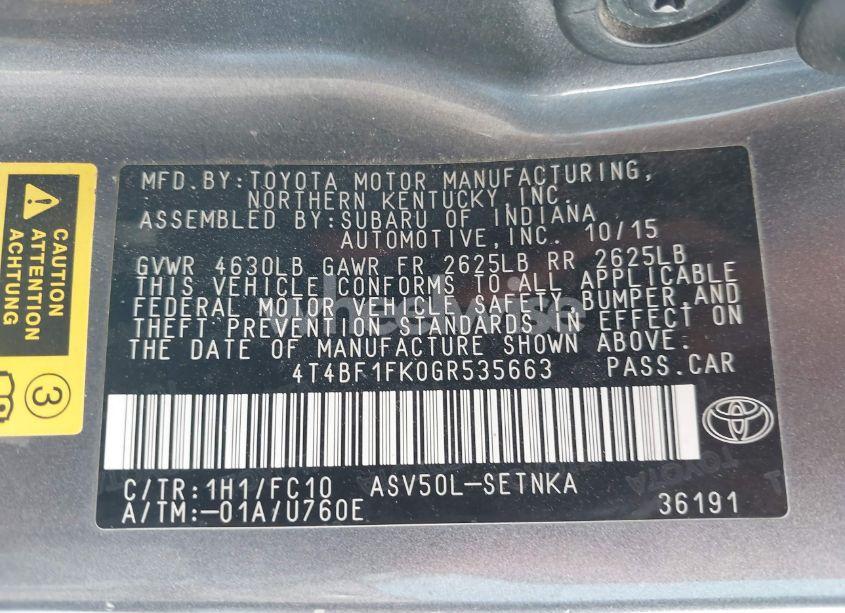 MFD.BY:TOYOTA MOTOR MANUFACTURING,
NORTHERN KENTUCKY, INC.
ASSEMBLED BY:SUBARU OF INDIANA
AUTOMOTIVE,INC. 10/15
GVWR 4630LB GAWR FR 2625LB RR 2625LB
THIS VEHICLE CONFORMS TO ALL APPLICABLE
FEDERAL MOTOR VEHICLE SAFETY, BUMPER,AND
THEFT PREVENTION STANDARDS IN EFFECT ON
THE DATE OF MANUFACTURE SHOWN ABOVE.
4T4BF1FK0GR535663 PASS.CAR
C/TR:1H1/FC10 ASV50L-SETNKA
A/TM:-01A/U760E 36191
CAUTION
ATTENTION
ACHTUNG
3
TOYOTA